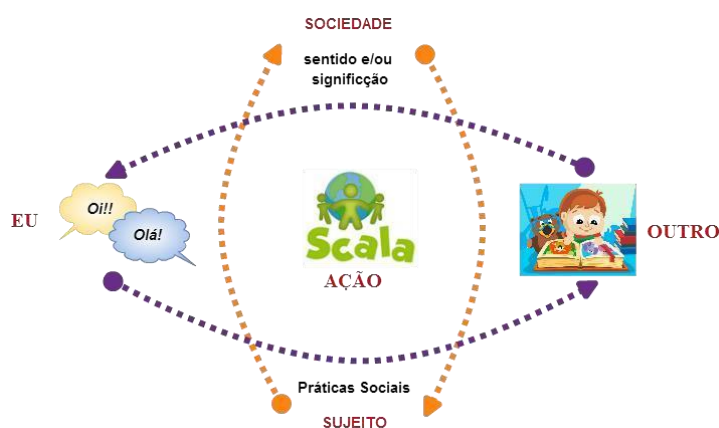 SOCIEDADE
sentido e/ou
significção
EU
Oi!!
Olá!
Scala
AÇÃO
OUTRO
Práticas Sociais
SUJEITO